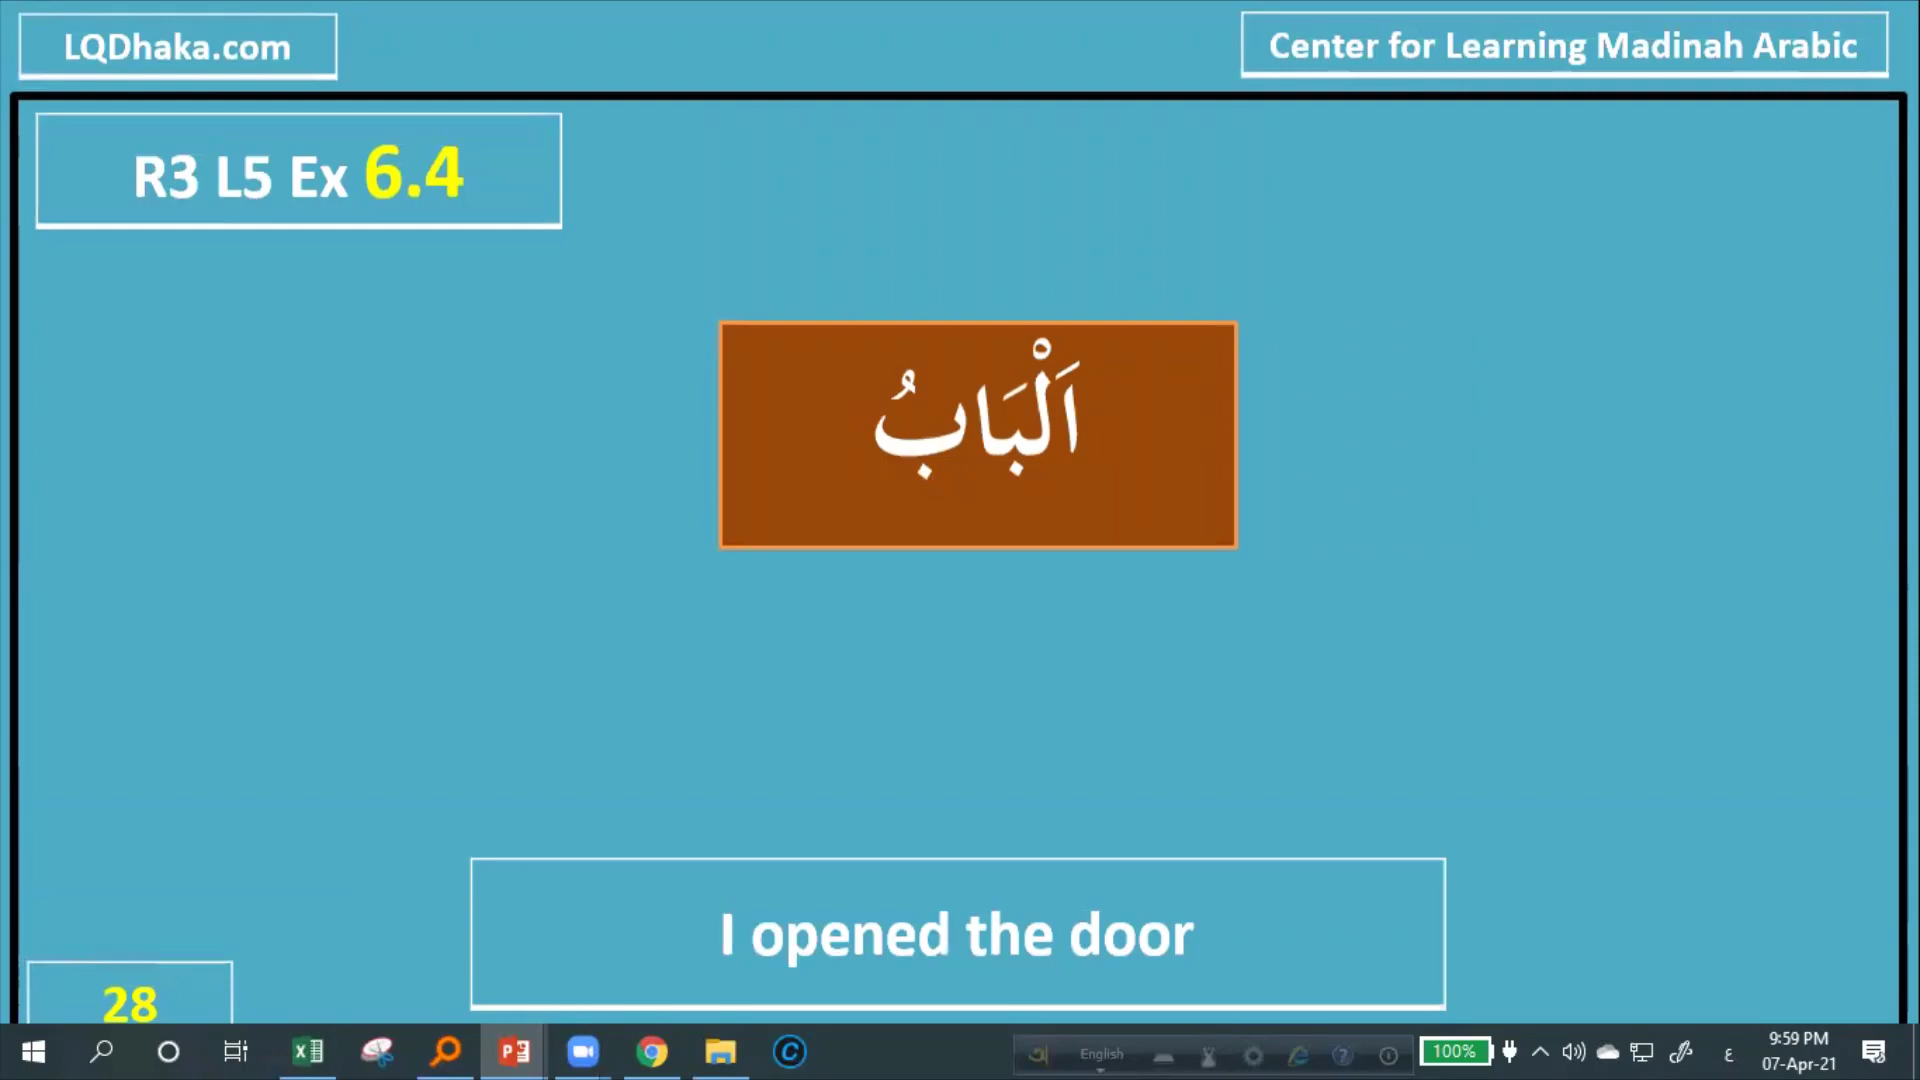 LQDhaka.com
Center for Learning Madinah Arabic
R3 L5 Ex 6.4
اَلْبَابُ
I opened the door
28
English
100%
ع
9:59 PM
07-Apr-21